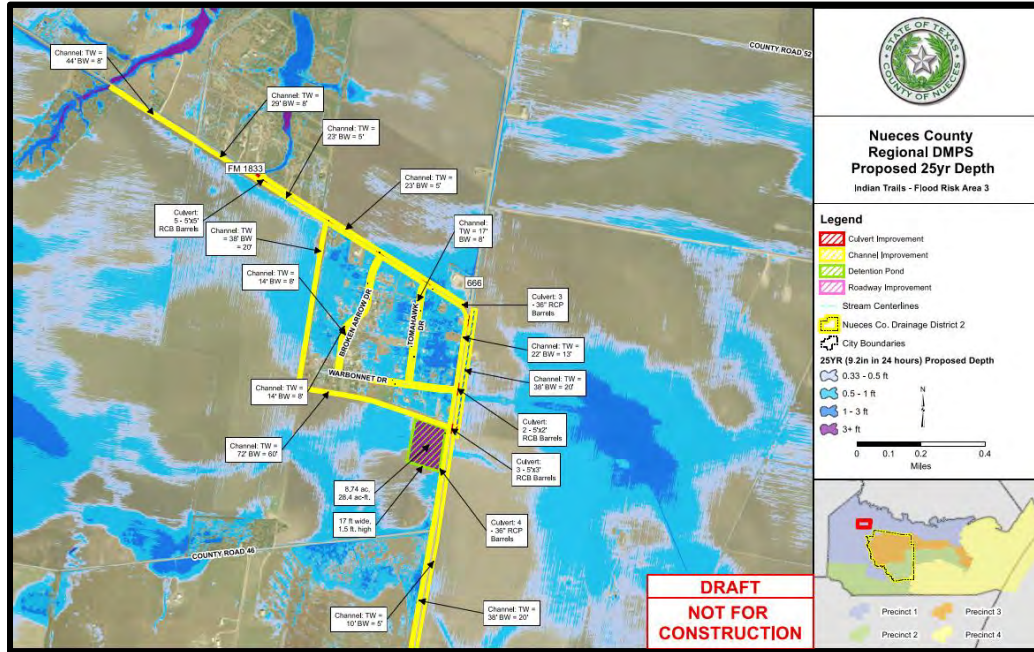 COUNTY ROAD 52
Channel: TW =
44' BW = 8'
Channel: TW =
29' BW = 8'
Channel: TW =
23' BW = 5'
FM 1833
Channel: TW =
23' BW = 5'
Culvert:
5 - 5'x5'
RCB Barrels
Channel: TW
= 38' BW
= 20'
Channel:
TW = 17'
BW = 8'
Channel: TW =
14' BW = 8'
666
BROKEN ARROW DR
TOMAHAWK
DR
Culvert: 3
- 36" RCP
Barrels
Channel: TW =
22' BW = 13'
WARBONNET DR
Channel: TW =
38' BW = 20'
Channel: TW =
14' BW = 8'
Culvert:
2 - 5'x2'
RCB Barrels
Channel: TW =
72' BW = 60'
Culvert:
3 - 5'x3'
RCB Barrels
8.74 ac,
28.4 ac-ft.
17 ft wide,
1.5 ft. high
Culvert: 4
- 36" RCP
Barrels
COUNTY ROAD 46
Channel: TW =
10' BW = 5'
Channel: TW =
38' BW = 20'
DRAFT
NOT FOR
CONSTRUCTION
STATE OF TEXAS
COUNTY OF NUECES
Nueces County
Regional DMPS
Proposed 25yr Depth
Indian Trails - Flood Risk Area 3
Legend
Culvert Improvement
Channel Improvement
Detention Pond
Roadway Improvement
Stream Centerlines
Nueces Co. Drainage District 2
City Boundaries
25YR (9.2in in 24 hours) Proposed Depth
0.33 - 0.5 ft
0.5 - 1 ft
1 - 3 ft
3+ ft
N
0 0.2 0.4
Miles
Precinct 1
Precinct 3
Precinct 2
Precinct 4